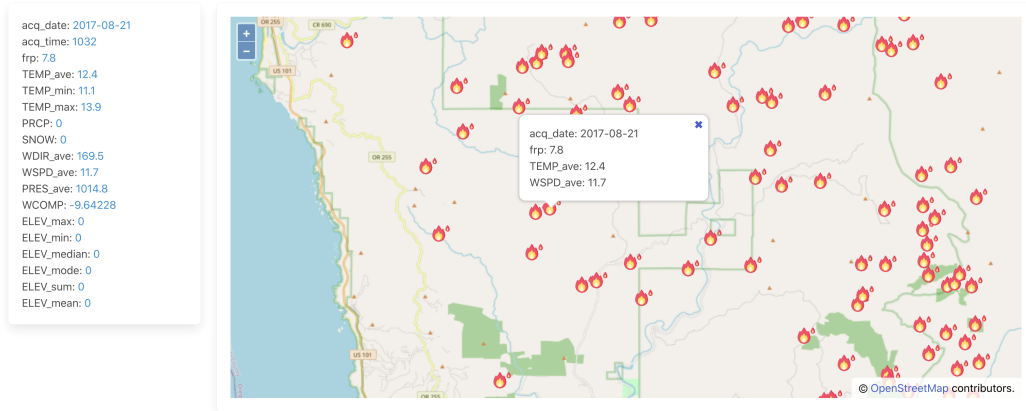 acq_date: 2017-08-21
acq_time: 1032
frp: 7.8
TEMP_ave: 12.4
TEMP_min: 11.1
TEMP_max: 13.9
PRCP: 0
SNOW: 0
WDIR_ave: 169.5
WSPD_ave: 11.7
PRES_ave: 1014.8
WCOMP: -9.64228
ELEV_max: 0
ELEV_min: 0
ELEV_median: 0
ELEV_mode: 0
ELEV_sum: 0
ELEV_mean: 0
+
−
OR 255
CR 690
US 101
OR 255
US 101
OR 255
acq_date: 2017-08-21
frp: 7.8
TEMP_ave: 12.4
WSPD_ave: 11.7
© OpenStreetMap contributors.